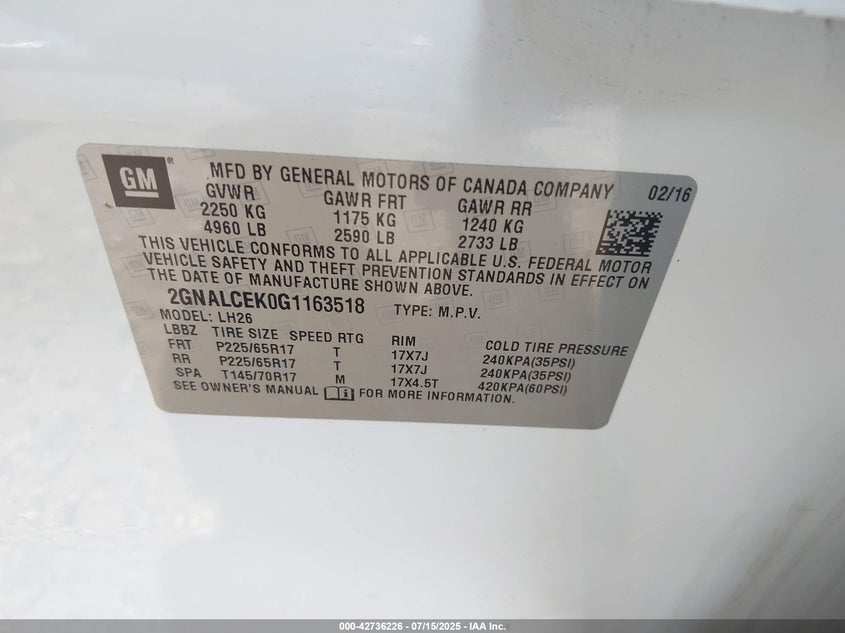 GM ® MFD BY GENERAL MOTORS OF CANADA COMPANY 02/16
GVWR GAWR FRT GAWR RR
2250 KG 1175 KG 1240 KG
4960 LB 2590 LB 2733 LB
THIS VEHICLE CONFORMS TO ALL APPLICABLE U.S. FEDERAL MOTOR
VEHICLE SAFETY AND THEFT PREVENTION STANDARDS IN EFFECT ON
THE DATE OF MANUFACTURE SHOWN ABOVE.
2GNALCEK0G1163518 TYPE: M.P.V.
MODEL: LH26
LBBZ TIRE SIZE SPEED RTG RIM COLD TIRE PRESSURE
FRT P225/65R17 T 17X7J 240KPA(35PSI)
RR P225/65R17 T 17X7J 240KPA(35PSI)
SPA T145/70R17 M 17X4.5T 420KPA(60PSI)
SEE OWNER'S MANUAL FOR MORE INFORMATION.
000-42736226 - 07/15/2025 - IAA Inc.